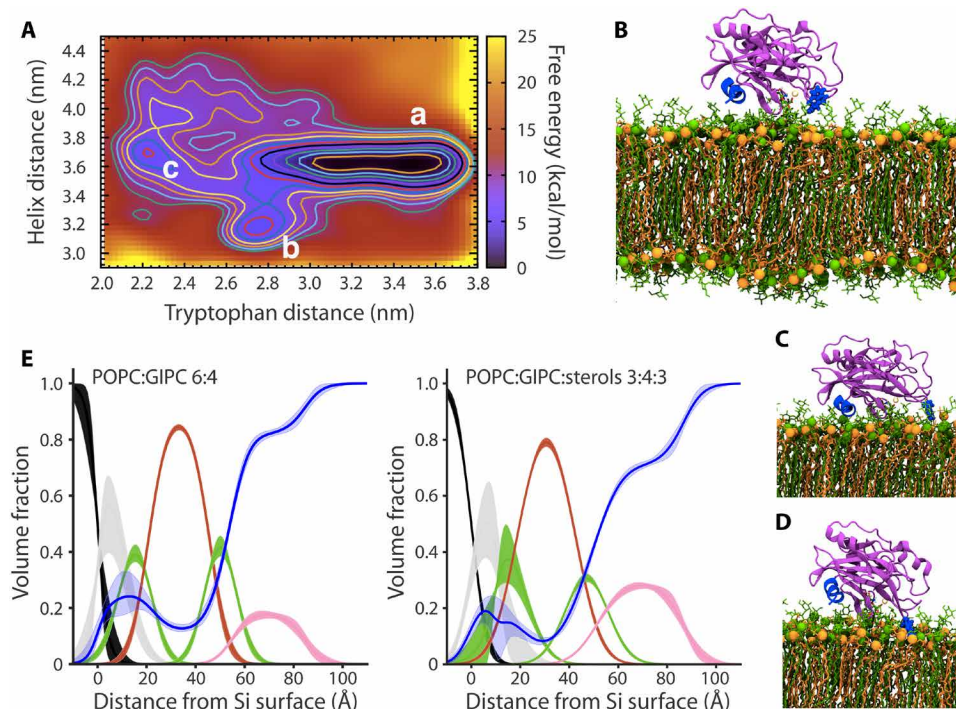 A
B
4.4
4.2
4.0
3.8
3.6
3.4
3.2
3.0
Helix distance (nm)
a
c
b
2.0 2.2 2.4 2.6 2.8 3.0 3.2 3.4 3.6 3.8
Tryptophan distance (nm)
25
20
15
10
5
0
Free energy (kcal/mol)
C
D
E
POPC:GIPC 6:4
1.0
0.8
0.6
0.4
0.2
0
Volume fraction
0 20 40 60 80 100
Distance from Si surface (Å)
POPC:GIPC:sterols 3:4:3
1.0
0.8
0.6
0.4
0.2
0
Volume fraction
0 20 40 60 80 100
Distance from Si surface (Å)